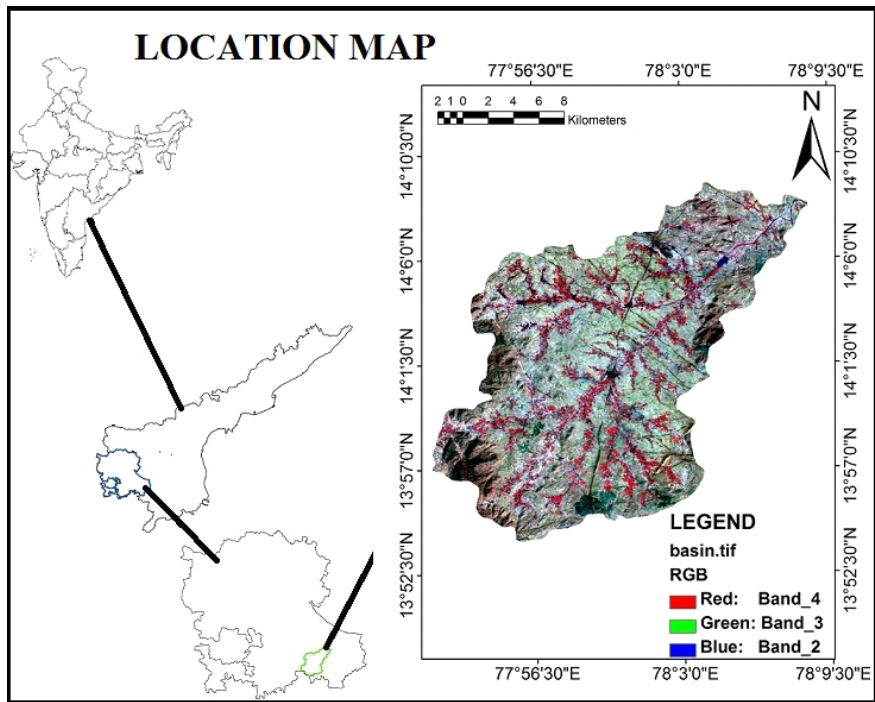 LOCATION MAP
77°56'30"E 78°3'0"E 78°9'30"E
2 1 0 2 4 6 8
Kilometers
N
14°10'30"N 14°10'30"N
14°6'0"N 14°6'0"N
14°1'30"N 14°1'30"N
13°57'0"N 13°57'0"N
13°52'30"N 13°52'30"N
LEGEND
basin.tif
RGB
Red: Band_4
Green: Band_3
Blue: Band_2
77°56'30"E 78°3'0"E 78°9'30"E